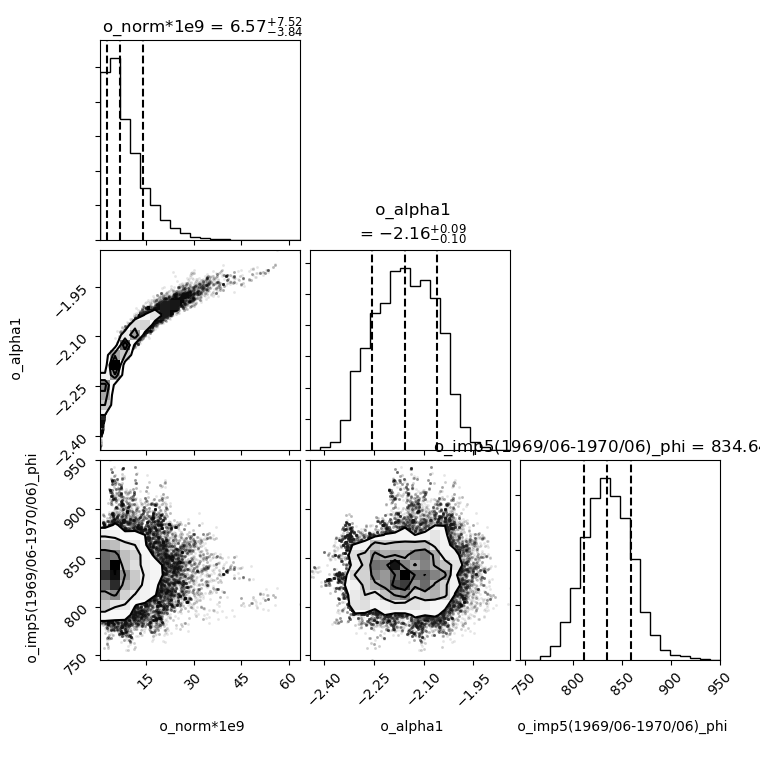 o_norm*1e9 = 6.57+7.52−3.84
o_alpha1
= −2.16+0.09−0.10
−1.95
−2.10
−2.25
−2.40
o_alpha1
o_imp5(1969/06-1970/06)_phi = 834.64
950
900
850
800
750
o_imp5(1969/06-1970/06)_phi
15
30
45
60
−2.40
−2.25
−2.10
−1.95
750
800
850
900
950
o_norm*1e9
o_alpha1
o_imp5(1969/06-1970/06)_phi